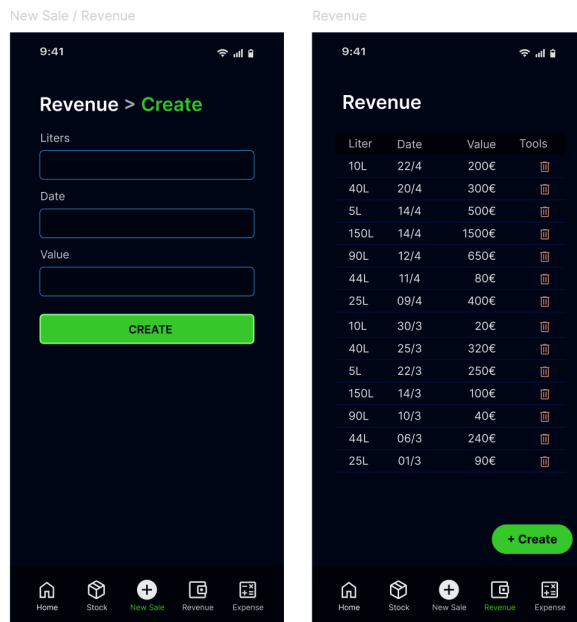 New Sale / Revenue
9:41
Revenue > Create
Liters
Date
Value
CREATE
Home Stock New Sale Revenue Expense
Revenue
9:41
Revenue
Liter Date Value Tools
10L 22/4 200€
40L 20/4 300€
5L 14/4 500€
150L 14/4 1500€
90L 12/4 650€
44L 11/4 80€
25L 09/4 400€
10L 30/3 20€
40L 25/3 320€
5L 22/3 250€
150L 14/3 100€
90L 10/3 40€
44L 06/3 240€
25L 01/3 90€
+ Create
Home Stock New Sale Revenue Expense